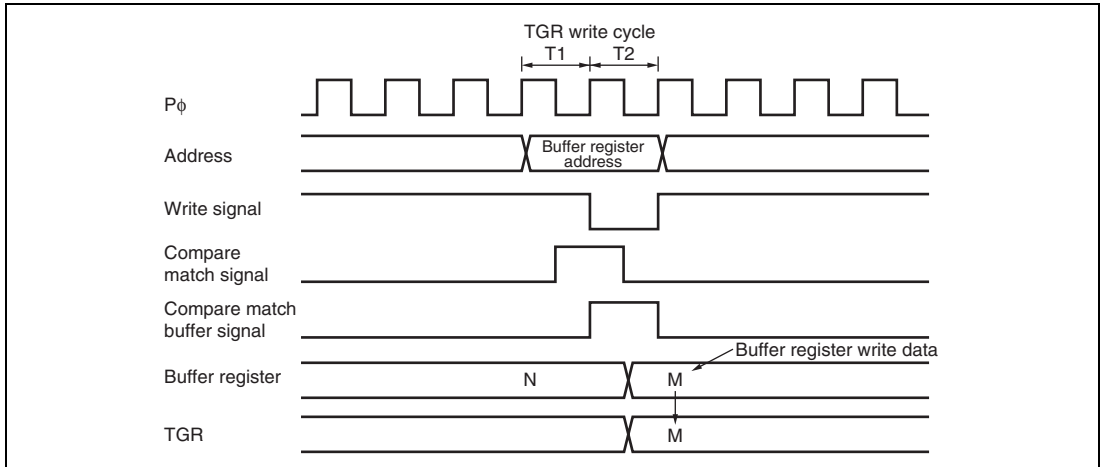 TGR write cycle
T1 T2
Pϕ
Address
Buffer register
address
Write signal
Compare
match signal
Compare match
buffer signal
Buffer register write data
Buffer register
N M
TGR
M